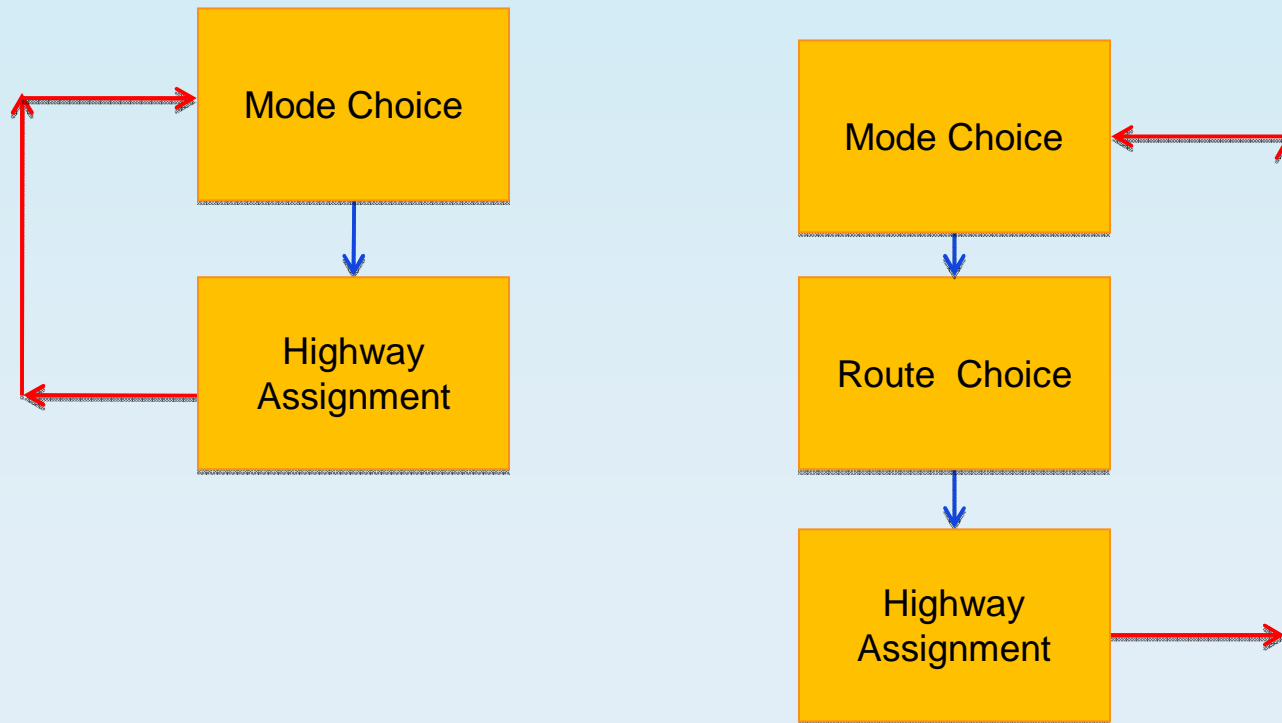 Mode Choice
Highway
Assignment
Mode Choice
Route  Choice
Highway
Assignment